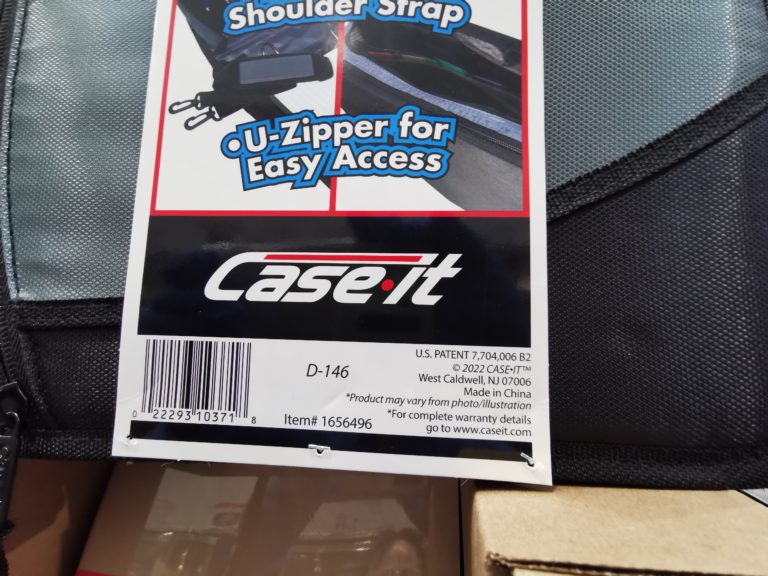 Shoulder Strap
•U-Zipper for
Easy Access
Case•it
D-146
U.S. PATENT 7,704,006 B2
© 2022 CASE•IT™
West Caldwell, NJ 07006
Made in China
*Product may vary from photo/illustration
*For complete warranty details
go to www.caseit.com
0 22293 10371 8
Item# 1656496